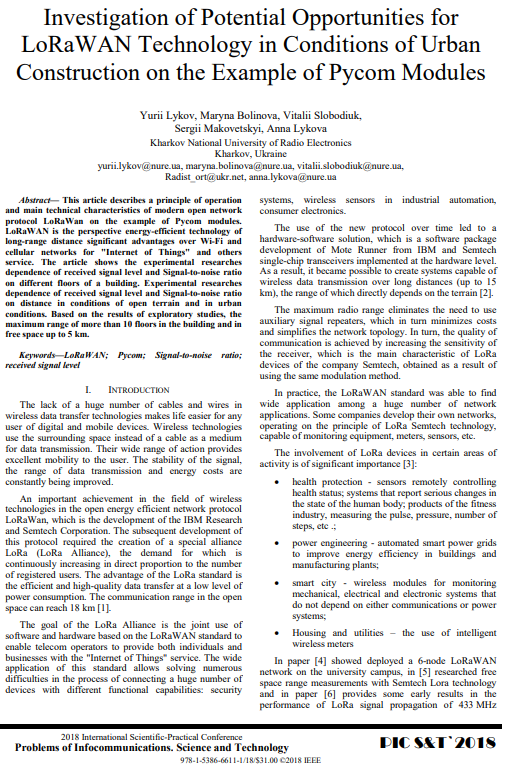 Investigation of Potential Opportunities for
LoRaWAN Technology in Conditions of Urban
Construction on the Example of Pycom Modules
Yurii Lykov, Maryna Bolinova, Vitalii Slobodiuk,
Sergii Makovetskyi, Anna Lykova
Kharkov National University of Radio Electronics
Kharkov, Ukraine
yurii.lykov@nure.ua, maryna.bolinova@nure.ua, vitalii.slobodiuk@nure.ua,
Radist_ort@ukr.net, anna.lykova@nure.ua
Abstract— This article describes a principle of operation
and main technical characteristics of modern open network
protocol LoRaWan on the example of Pycom modules.
LoRaWAN is the perspective energy-efficient technology of
long-range distance significant advantages over Wi-Fi and
cellular networks for "Internet of Things" and others
service. The article shows the experimental researches
dependence of received signal level and Signal-to-noise ratio
on different floors of a building. Experimental researches
dependence of received signal level and Signal-to-noise ratio
on distance in conditions of open terrain and in urban
conditions. Based on the results of exploratory studies, the
maximum range of more than 10 floors in the building and in
free space up to 5 km.
Keywords—LoRaWAN; Pycom; Signal-to-noise ratio;
received signal level
I. INTRODUCTION
The lack of a huge number of cables and wires in
wireless data transfer technologies makes life easier for any
user of digital and mobile devices. Wireless technologies
use the surrounding space instead of a cable as a medium
for data transmission. Their wide range of action provides
excellent mobility to the user. The stability of the signal,
the range of data transmission and energy costs are
constantly being improved.
An important achievement in the field of wireless
technologies in the open energy efficient network protocol
LoRaWan, which is the development of the IBM Research
and Semtech Corporation. The subsequent development of
this protocol required the creation of a special alliance
LoRa (LoRa Alliance), the demand for which is
continuously increasing in direct proportion to the number
of registered users. The advantage of the LoRa standard is
the efficient and high-quality data transfer at a low level of
power consumption. The communication range in the open
space can reach 18 km [1].
The goal of the LoRa Alliance is the joint use of
software and hardware based on the LoRaWAN standard to
enable telecom operators to provide both individuals and
businesses with the "Internet of Things" service. The wide
application of this standard allows solving numerous
difficulties in the process of connecting a huge number of
devices with different functional capabilities: security
systems, wireless sensors in industrial automation,
consumer electronics.
The use of the new protocol over time led to a
hardware-software solution, which is a software package
development of Mote Runner from IBM and Semtech
single-chip transceivers implemented at the hardware level.
As a result, it became possible to create systems capable of
wireless data transmission over long distances (up to 15
km), the range of which directly depends on the terrain [2].
The maximum radio range eliminates the need to use
auxiliary signal repeaters, which in turn minimizes costs
and simplifies the network topology. In turn, the quality of
communication is achieved by increasing the sensitivity of
the receiver, which is the main characteristic of LoRa
devices of the company Semtech, obtained as a result of
using the same modulation method.
In practice, the LoRaWAN standard was able to find
wide application among a huge number of network
applications. Some companies develop their own networks,
operating on the principle of LoRa Semtech technology,
capable of monitoring equipment, meters, sensors, etc.
The involvement of LoRa devices in certain areas of
activity is of significant importance [3]:
• health protection - sensors remotely controlling
health status; systems that report serious changes in
the state of the human body; products of the fitness
industry, measuring the pulse, pressure, number of
steps, etc .;
• power engineering - automated smart power grids
to improve energy efficiency in buildings and
manufacturing plants;
• smart city - wireless modules for monitoring
mechanical, electrical and electronic systems that
do not depend on either communications or power
systems;
• Housing and utilities – the use of intelligent
wireless meters
In paper [4] showed deployed a 6-node LoRaWAN
network on the university campus, in [5] researched free
space range measurements with Semtech Lora technology
and in paper [6] provides some early results in the
performance of LoRa signal propagation of 433 MHz
2018 International Scientific-Practical Conference
Problems of Infocommunications. Science and Technology
PIC S&T`2018
978-1-5386-6611-1/18/$31.00 ©2018 IEEE